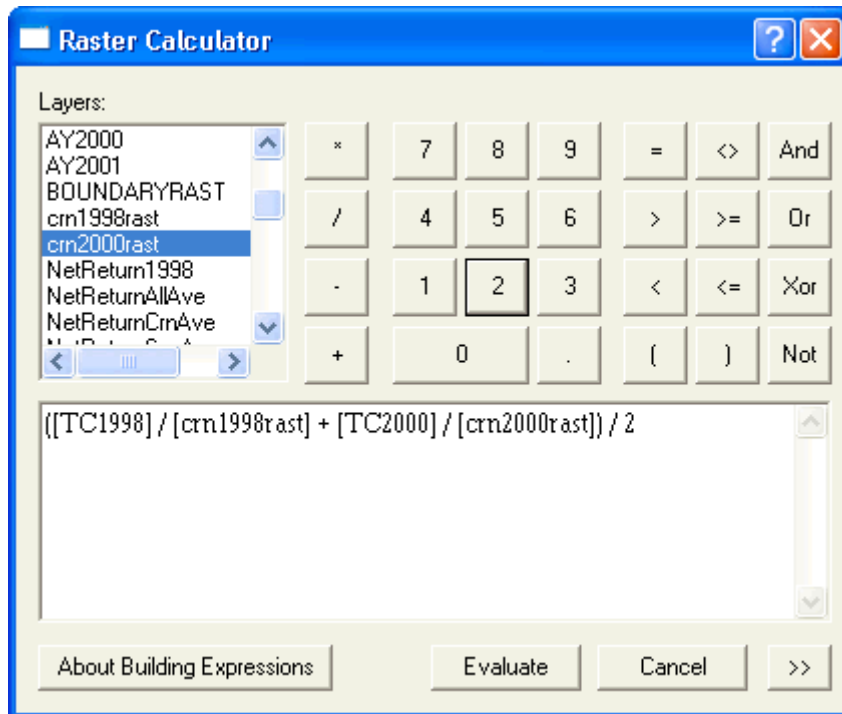 Raster Calculator
Layers:
AY2000
AY2001
BOUNDARYRAST
crn1998rast
crn2000rast
NetReturn1998
NetReturnAllAve
NetReturnCrnAve
* 7 8 9 = <> And
/ 4 5 6 > >= Or
- 1 2 3 < <= Xor
+ 0 . ( ) Not
([TC1998] / [crn1998rast] + [TC2000] / [crn2000rast]) / 2
About Building Expressions Evaluate Cancel >>